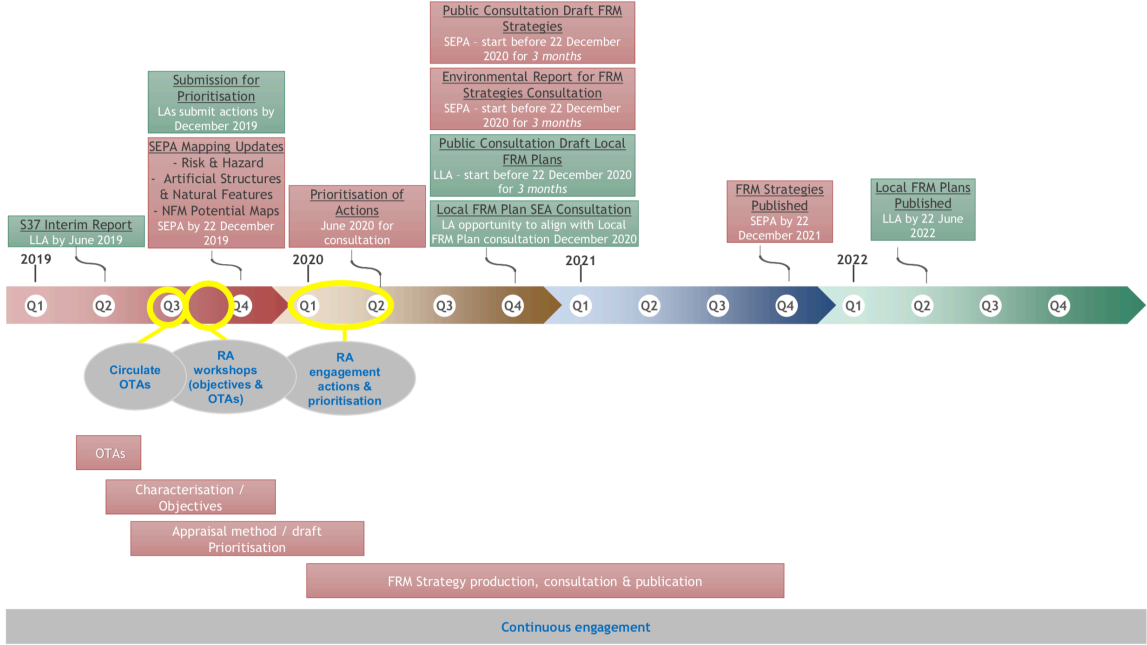 Public Consultation Draft FRM
Strategies
SEPA – start before 22 December
2020 for 3 months
Environmental Report for FRM
Strategies Consultation
SEPA – start before 22 December
2020 for 3 months
Public Consultation Draft Local
FRM Plans
LLA – start before 22 December 2020
for 3 months
Local FRM Plan SEA Consultation
LA opportunity to align with Local
FRM Plan consultation December 2020
Submission for
Prioritisation
LAs submit actions by
December 2019
SEPA Mapping Updates
- Risk & Hazard
- Artificial Structures
& Natural Features
- NFM Potential Maps
SEPA by 22 December
2019
S37 Interim Report
LLA by June 2019
Prioritisation of
Actions
June 2020 for
consultation
FRM Strategies
Published
SEPA by 22
December 2021
Local FRM Plans
Published
LLA by 22 June
2022
2019
2020
2021
2022
Q1
Q2
Q3
Q4
Q1
Q2
Q3
Q4
Q1
Q2
Q3
Q4
Q1
Q2
Q3
Q4
Circulate
OTAs
RA
workshops
(objectives &
OTAs)
RA
engagement
actions &
prioritisation
OTAs
Characterisation /
Objectives
Appraisal method / draft
Prioritisation
FRM Strategy production, consultation & publication
Continuous engagement